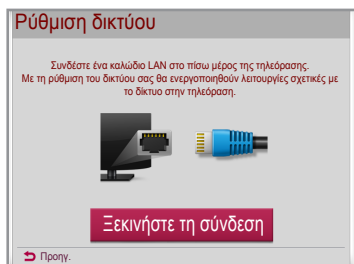 Ρύθμιση δικτύου
Συνδέστε ένα καλώδιο LAN στο πίσω μέρος της τηλεόρασης.
Με τη ρύθμιση του δικτύου σας θα ενεργοποιηθούν λειτουργίες σχετικές με
το δίκτυο στην τηλεόραση.
Ξεκινήστε τη σύνδεση
Προηγ.